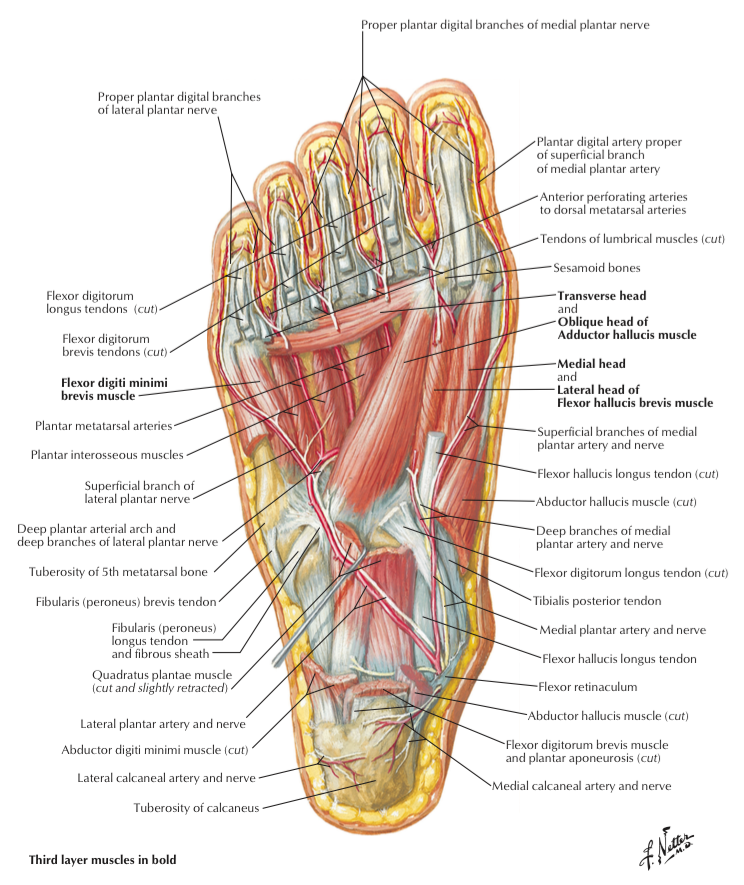 Proper plantar digital branches of medial plantar nerve
Proper plantar digital branches
of lateral plantar nerve
Flexor digitorum
longus tendons (cut)
Flexor digitorum
brevis tendons (cut)
Flexor digiti minimi
brevis muscle
Plantar metatarsal arteries
Plantar interosseous muscles
Superficial branch of
lateral plantar nerve
Deep plantar arterial arch and
deep branches of lateral plantar nerve
Tuberosity of 5th metatarsal bone
Fibularis (peroneus) brevis tendon
Fibularis (peroneus)
longus tendon
and fibrous sheath
Quadratus plantae muscle
(cut and slightly retracted)
Lateral plantar artery and nerve
Abductor digiti minimi muscle (cut)
Lateral calcaneal artery and nerve
Tuberosity of calcaneus
Plantar digital artery proper
of superficial branch
of medial plantar artery
Anterior perforating arteries
to dorsal metatarsal arteries
Tendons of lumbrical muscles (cut)
Sesamoid bones
Transverse head
and
Oblique head of
Adductor hallucis muscle
Medial head
and
Lateral head of
Flexor hallucis brevis muscle
Superficial branches of medial
plantar artery and nerve
Flexor hallucis longus tendon (cut)
Abductor hallucis muscle (cut)
Deep branches of medial
plantar artery and nerve
Flexor digitorum longus tendon (cut)
Tibialis posterior tendon
Medial plantar artery and nerve
Flexor hallucis longus tendon
Flexor retinaculum
Abductor hallucis muscle (cut)
Flexor digitorum brevis muscle
and plantar aponeurosis (cut)
Medial calcaneal artery and nerve
Third layer muscles in bold
F. Netter
M.D.